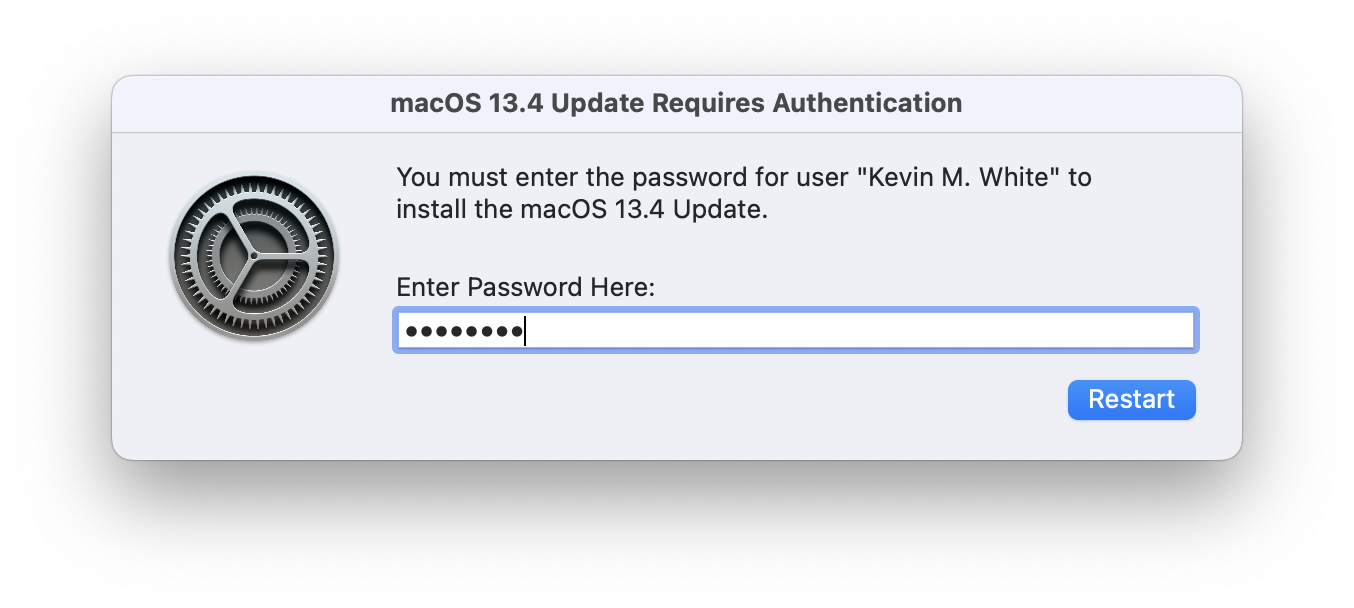 macOS 13.4 Update Requires Authentication
You must enter the password for user "Kevin M. White" to
install the macOS 13.4 Update.
Enter Password Here:
••••••••
Restart